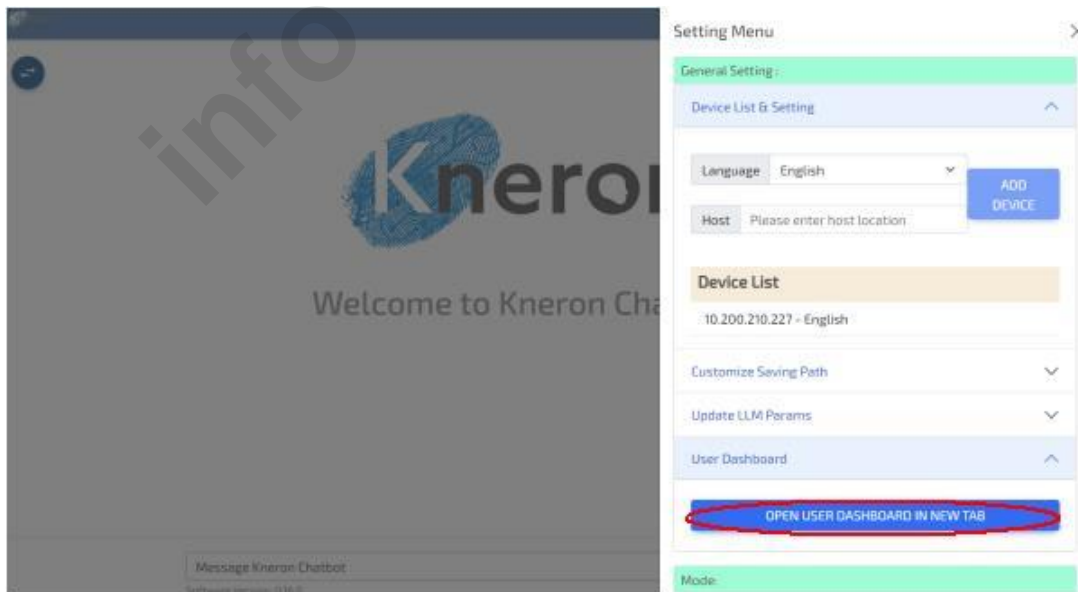 info
Kneron
Welcome to Kneron Cha
Message Kneron Chatbot
Setting Menu
General Setting :
Device List & Setting
Language English
ADD DEVICE
Host Please enter host location
Device List
10.200.210.227 - English
Customize Saving Path
Update LLM Params
User Dashboard
OPEN USER DASHBOARD IN NEW TAB
Mode: